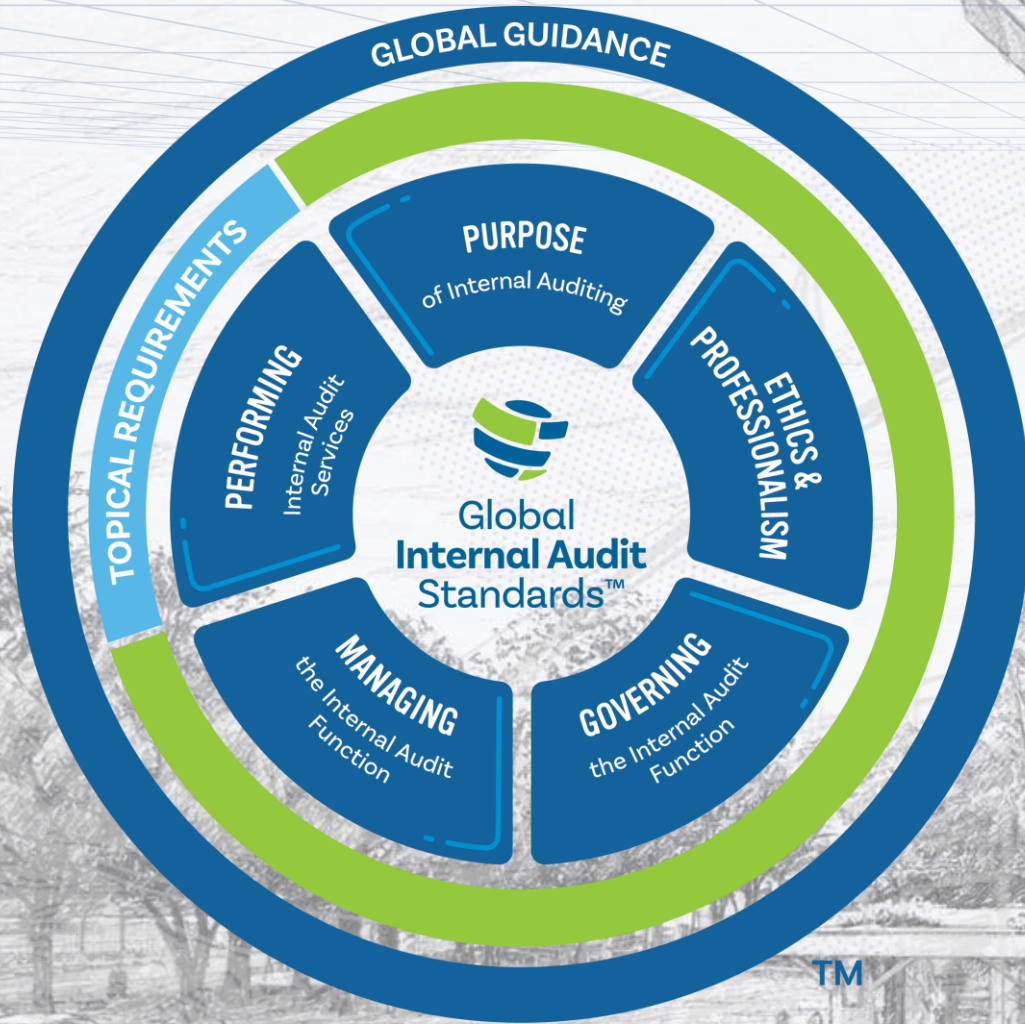 GLOBAL GUIDANCE
TOPICAL REQUIREMENTS
PURPOSE
of Internal Auditing
ETHICS &
PROFESSIONALISM
GOVERNING
the Internal Audit
Function
MANAGING
the Internal Audit
Function
PERFORMING
Internal Audit
Services
Global
Internal Audit
Standards™
TM